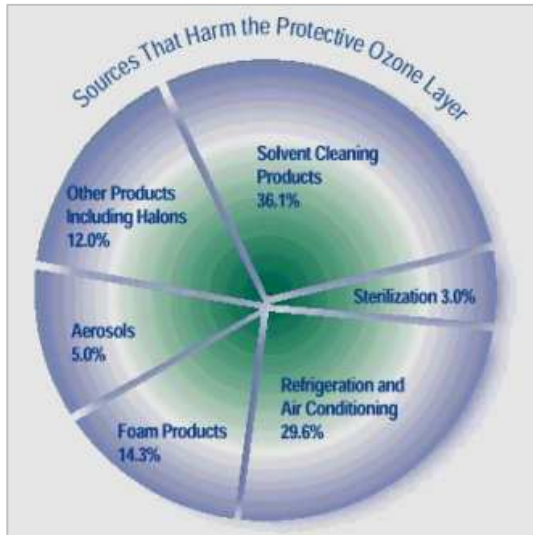 Sources That Harm the Protective Ozone Layer
Solvent Cleaning
Products
36.1%
Sterilization 3.0%
Refrigeration and
Air Conditioning
29.6%
Foam Products
14.3%
Aerosols
5.0%
Other Products
Including Halons
12.0%